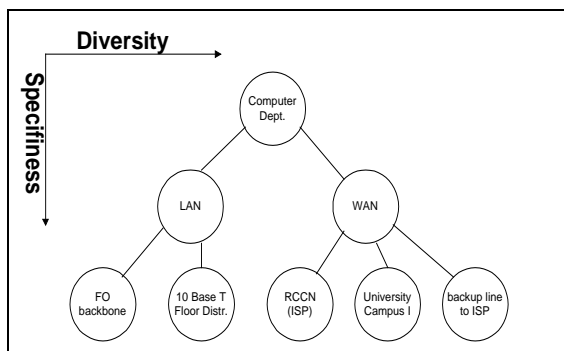 Diversity
Specifiness
Computer
Dept.
LAN
WAN
FO
backbone
10 Base T
Floor Distr.
RCCN
(ISP)
University
Campus I
backup line
to ISP